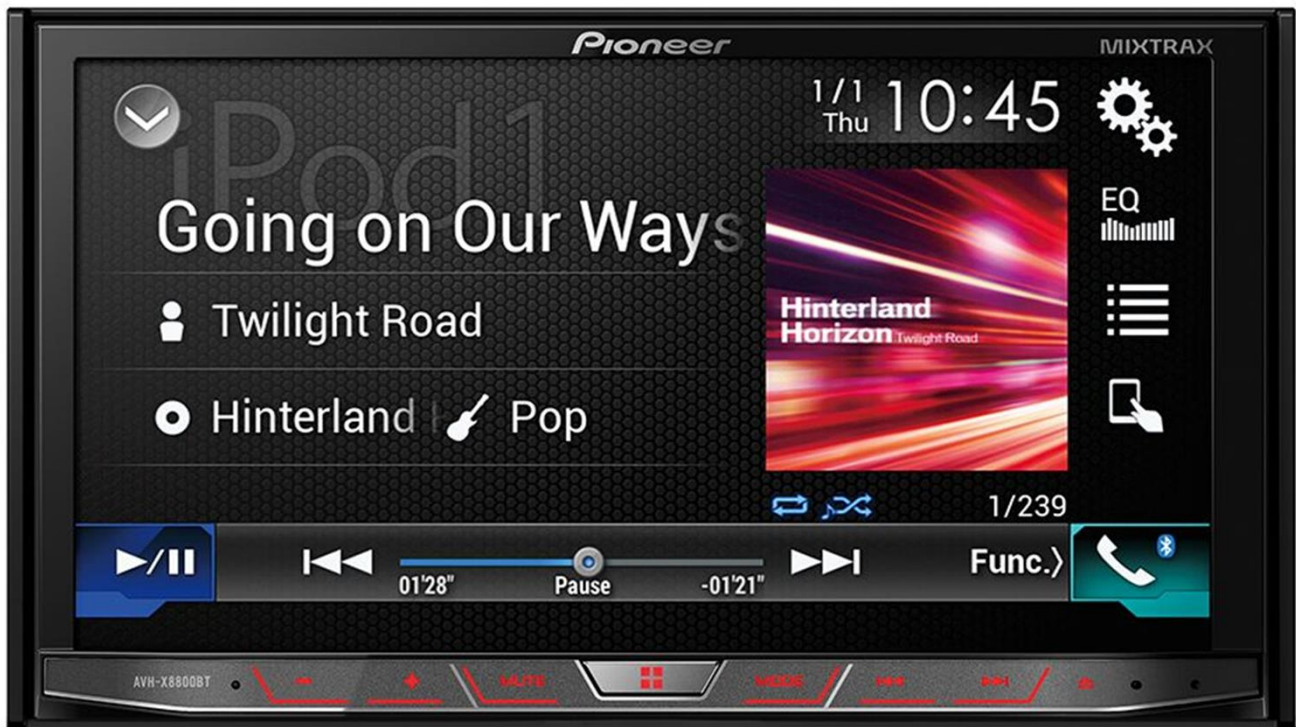 Pioneer
MIXTRAX
iPod1
1/1
Thu
10:45
Going on Our Ways
EQ
Twilight Road
Hinterland
Horizon Twilight Road
Hinterland
Pop
1/239
Func.
01'28"
Pause
-01'21"
AVH-X8800BT
MUTE
MODE